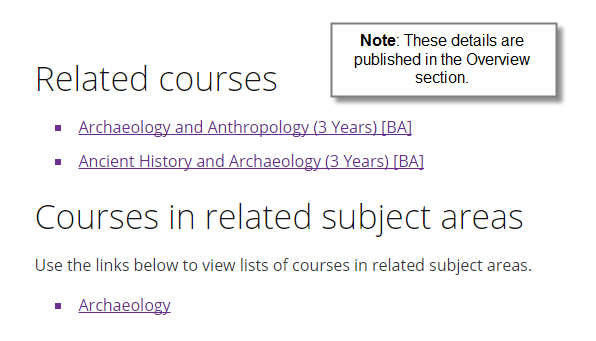 Note: These details are
published in the Overview
section.
Related courses
Archaeology and Anthropology (3 Years) [BA]
Ancient History and Archaeology (3 Years) [BA]
Courses in related subject areas
Use the links below to view lists of courses in related subject areas.
Archaeology